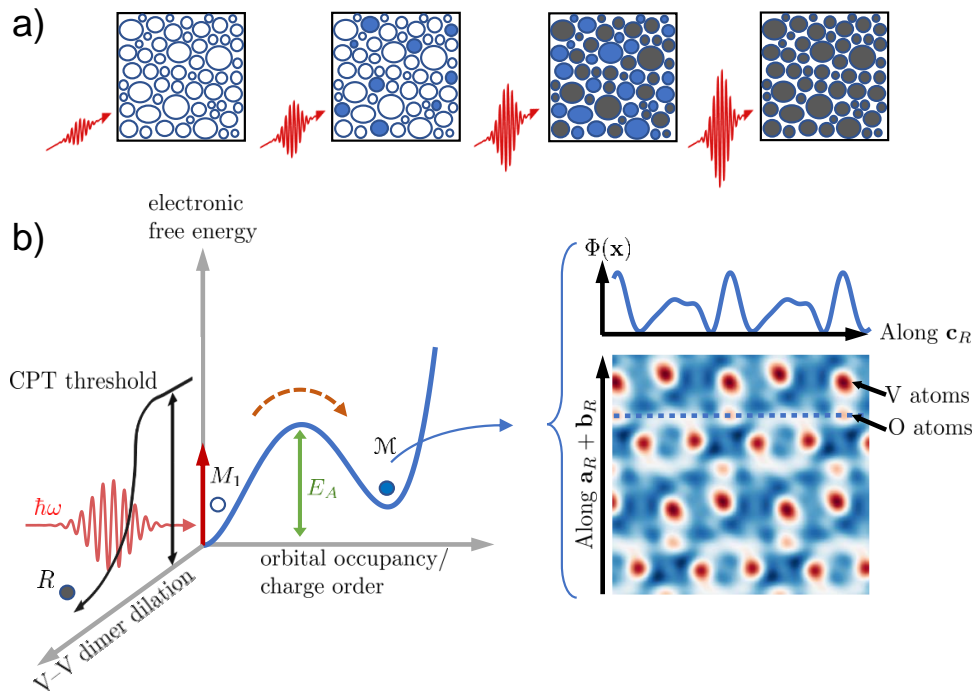 a)
b)
electronic
free energy
CPT threshold
ħω
R
M₁
E_A
ℳ
orbital occupancy/
charge order
V–V dimer dilation
Φ(x)
Along c_R
Along a_R + b_R
V atoms
O atoms